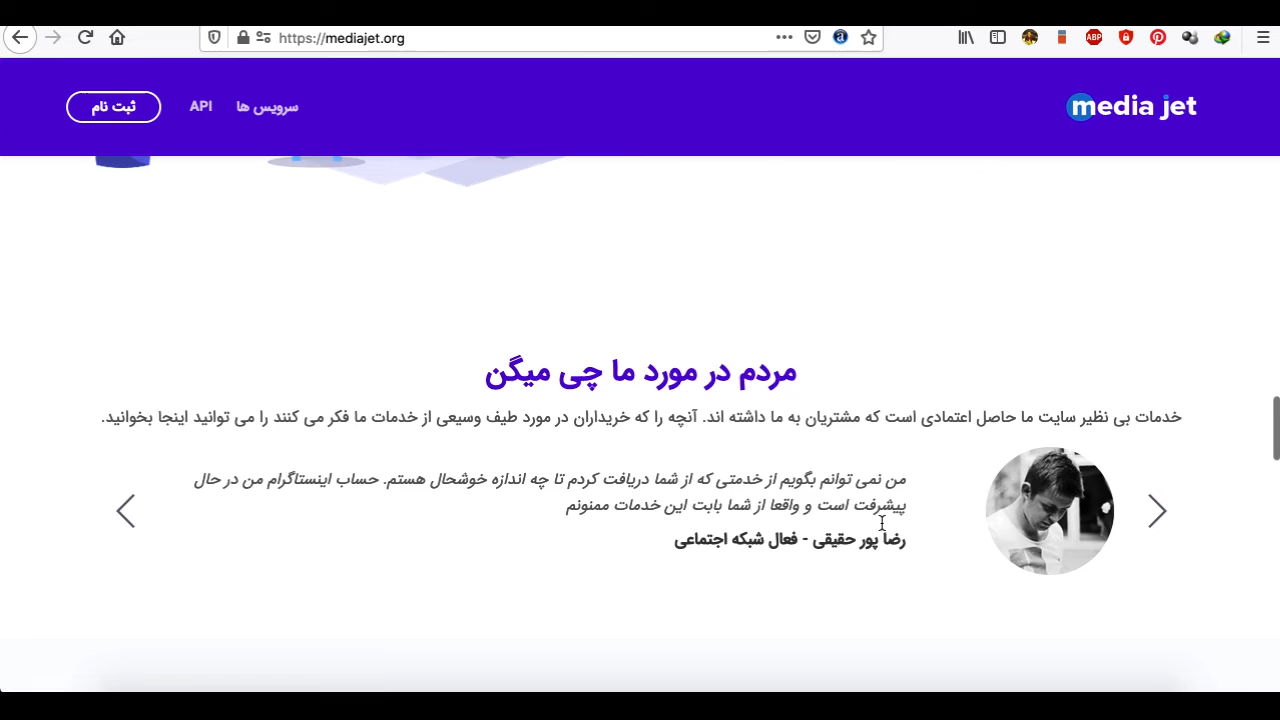 https://mediajet.org
ABP
media jet
سرویس ها
API
ثبت نام
مردم در مورد ما چی میگن
خدمات بی نظیر سایت ما حاصل اعتمادی است که مشتریان به ما داشته اند. آنچه را که خریداران در مورد طیف وسیعی از خدمات ما فکر می کنند را می توانید اینجا بخوانید.
من نمی توانم بگویم از خدمتی که از شما دریافت کردم تا چه اندازه خوشحال هستم. حساب اینستاگرام من در حال
پیشرفت است و واقعا از شما بابت این خدمات ممنونم
رضا پور حقیقی - فعال شبکه اجتماعی